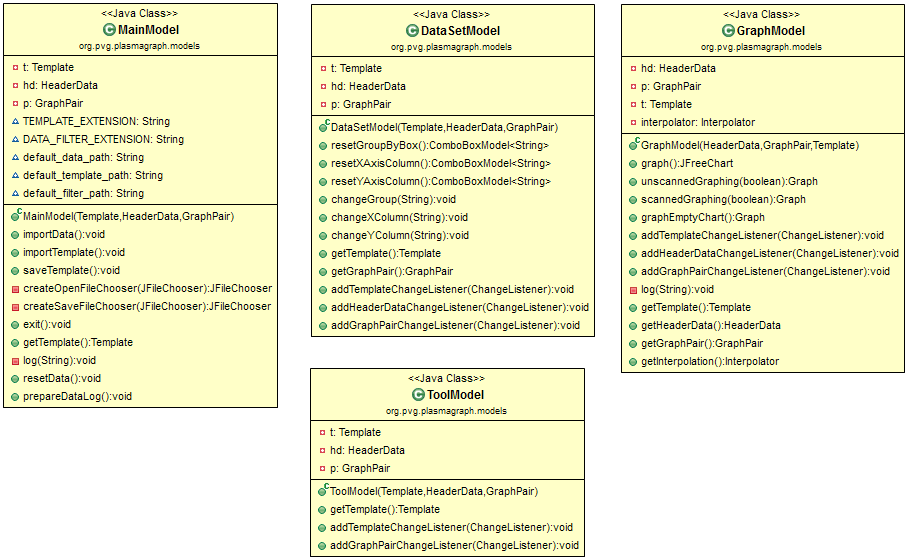 <<Java Class>>
MainModel
org.pvg.plasmagraph.models
t: Template
hd: HeaderData
p: GraphPair
TEMPLATE_EXTENSION: String
DATA_FILTER_EXTENSION: String
default_data_path: String
default_template_path: String
default_filter_path: String
MainModel(Template,HeaderData,GraphPair)
importData():void
importTemplate():void
saveTemplate():void
createOpenFileChooser(JFileChooser):JFileChooser
createSaveFileChooser(JFileChooser):JFileChooser
exit():void
getTemplate():Template
log(String):void
resetData():void
prepareDataLog():void
<<Java Class>>
DataSetModel
org.pvg.plasmagraph.models
t: Template
hd: HeaderData
p: GraphPair
DataSetModel(Template,HeaderData,GraphPair)
resetGroupByBox():ComboBoxModel<String>
resetXAxisColumn():ComboBoxModel<String>
resetYAxisColumn():ComboBoxModel<String>
changeGroup(String):void
changeXColumn(String):void
changeYColumn(String):void
getTemplate():Template
getGraphPair():GraphPair
addTemplateChangeListener(ChangeListener):void
addHeaderDataChangeListener(ChangeListener):void
addGraphPairChangeListener(ChangeListener):void
<<Java Class>>
GraphModel
org.pvg.plasmagraph.models
hd: HeaderData
p: GraphPair
t: Template
interpolator: Interpolator
GraphModel(HeaderData,GraphPair,Template)
graph():JFreeChart
unscannedGraphing(boolean):Graph
scannedGraphing(boolean):Graph
graphEmptyChart():Graph
addTemplateChangeListener(ChangeListener):void
addHeaderDataChangeListener(ChangeListener):void
addGraphPairChangeListener(ChangeListener):void
log(String):void
getTemplate():Template
getHeaderData():HeaderData
getGraphPair():GraphPair
getInterpolation():Interpolator
<<Java Class>>
ToolModel
org.pvg.plasmagraph.models
t: Template
hd: HeaderData
p: GraphPair
ToolModel(Template,HeaderData,GraphPair)
getTemplate():Template
addTemplateChangeListener(ChangeListener):void
addGraphPairChangeListener(ChangeListener):void